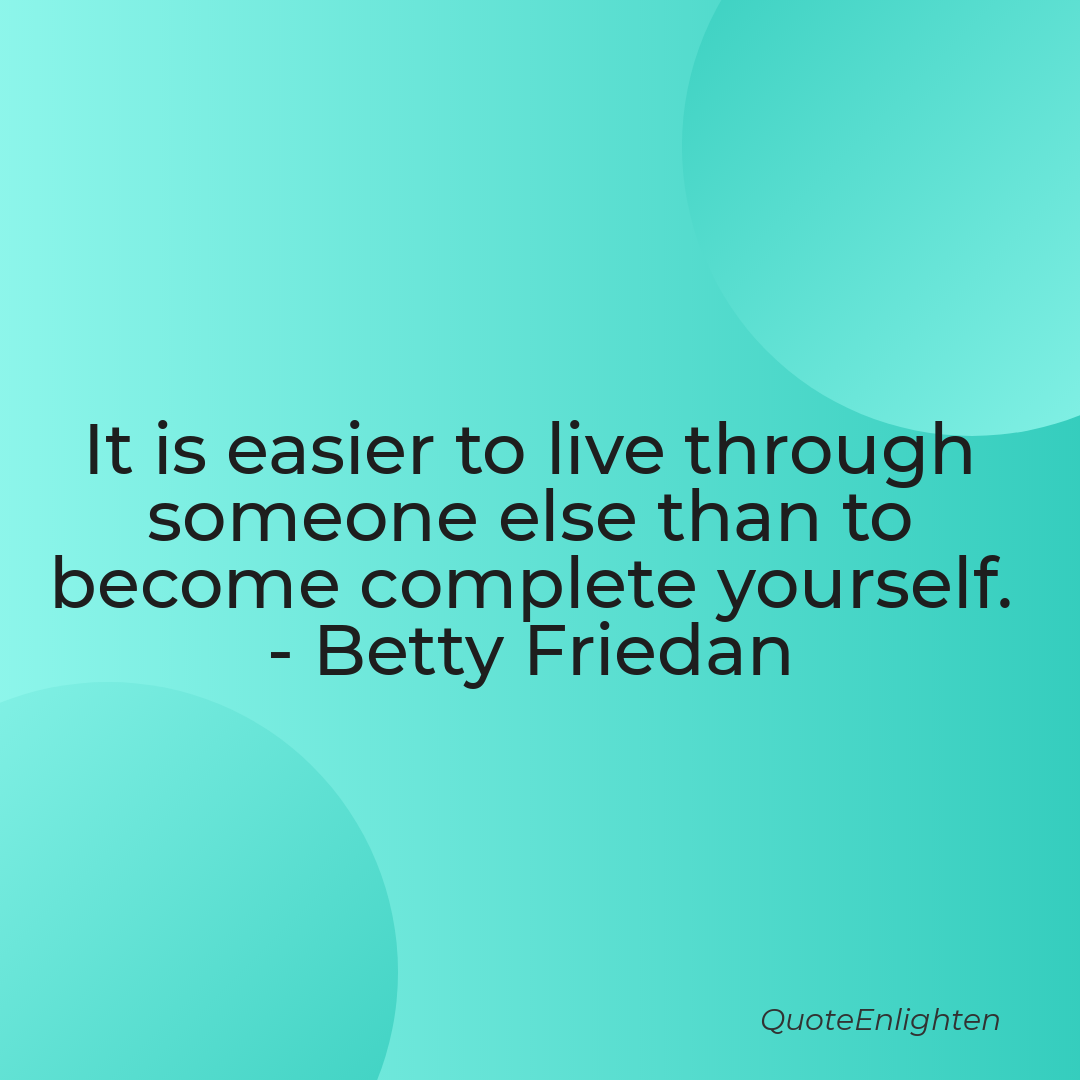 It is easier to live through
someone else than to
become complete yourself.
- Betty Friedan
QuoteEnlighten